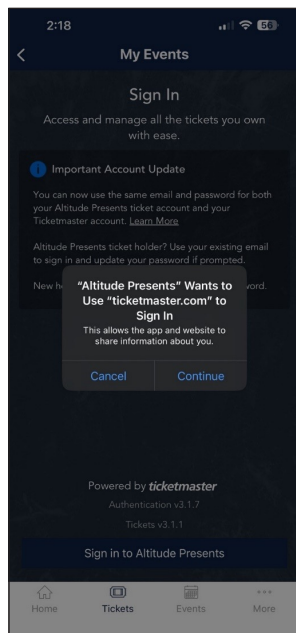 2:18
56
My Events
Sign In
Access and manage all the tickets you own
with ease.
Important Account Update
You can now use the same email and password for both
your Altitude Presents ticket account and your
Ticketmaster account. Learn More
Altitude Presents ticket holder? Use your existing email
to sign in and update your password if prompted.
New
"Altitude Presents" Wants to
Use "ticketmaster.com" to
Sign In
This allows the app and website to
share information about you.
Cancel
Continue
Powered by ticketmaster
Authentication v3.1.7
Tickets v3.1.1
Sign in to Altitude Presents
Home
Tickets
Events
More